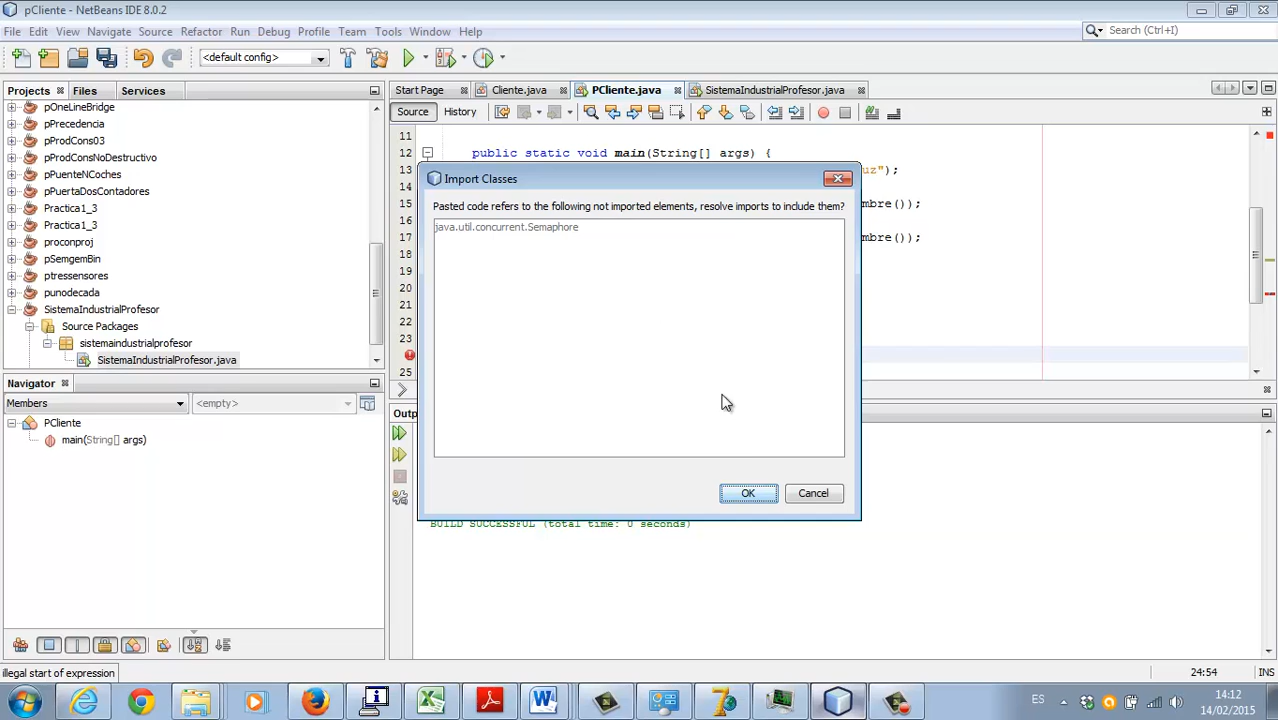 pCliente - NetBeans IDE 8.0.2
File Edit View Navigate Source Refactor Run Debug Profile Team Tools Window Help
Search (Ctrl+I)
<default config>
Projects Files Services
Start Page Cliente.java PCliente.java SistemaIndustrialProfesor.java
Source History
pOneLineBridge
pPrecedencia
pProdCons03
pProdConsNoDestructivo
pPuenteNCoches
pPuertaDosContadores
Practica1_3
Practica1_3
proconproj
pSemgemBin
ptressensores
punodecada
SistemaIndustrialProfesor
Source Packages
sistemaindustrialprofesor
SistemaIndustrialProfesor.java
11
12 public static void main(String[] args) {
13 uz");
14
15 mbre());
16
17 mbre());
18
19
20
21
22
23
25
Import Classes
Pasted code refers to the following not imported elements, resolve imports to include them?
java.util.concurrent.Semaphore
OK Cancel
Navigator
Members <empty>
PCliente
main(String[] args)
Outp
BUILD SUCCESSFUL (total time: 0 seconds)
illegal start of expression
24:54 INS
ES
14:12
14/02/2015